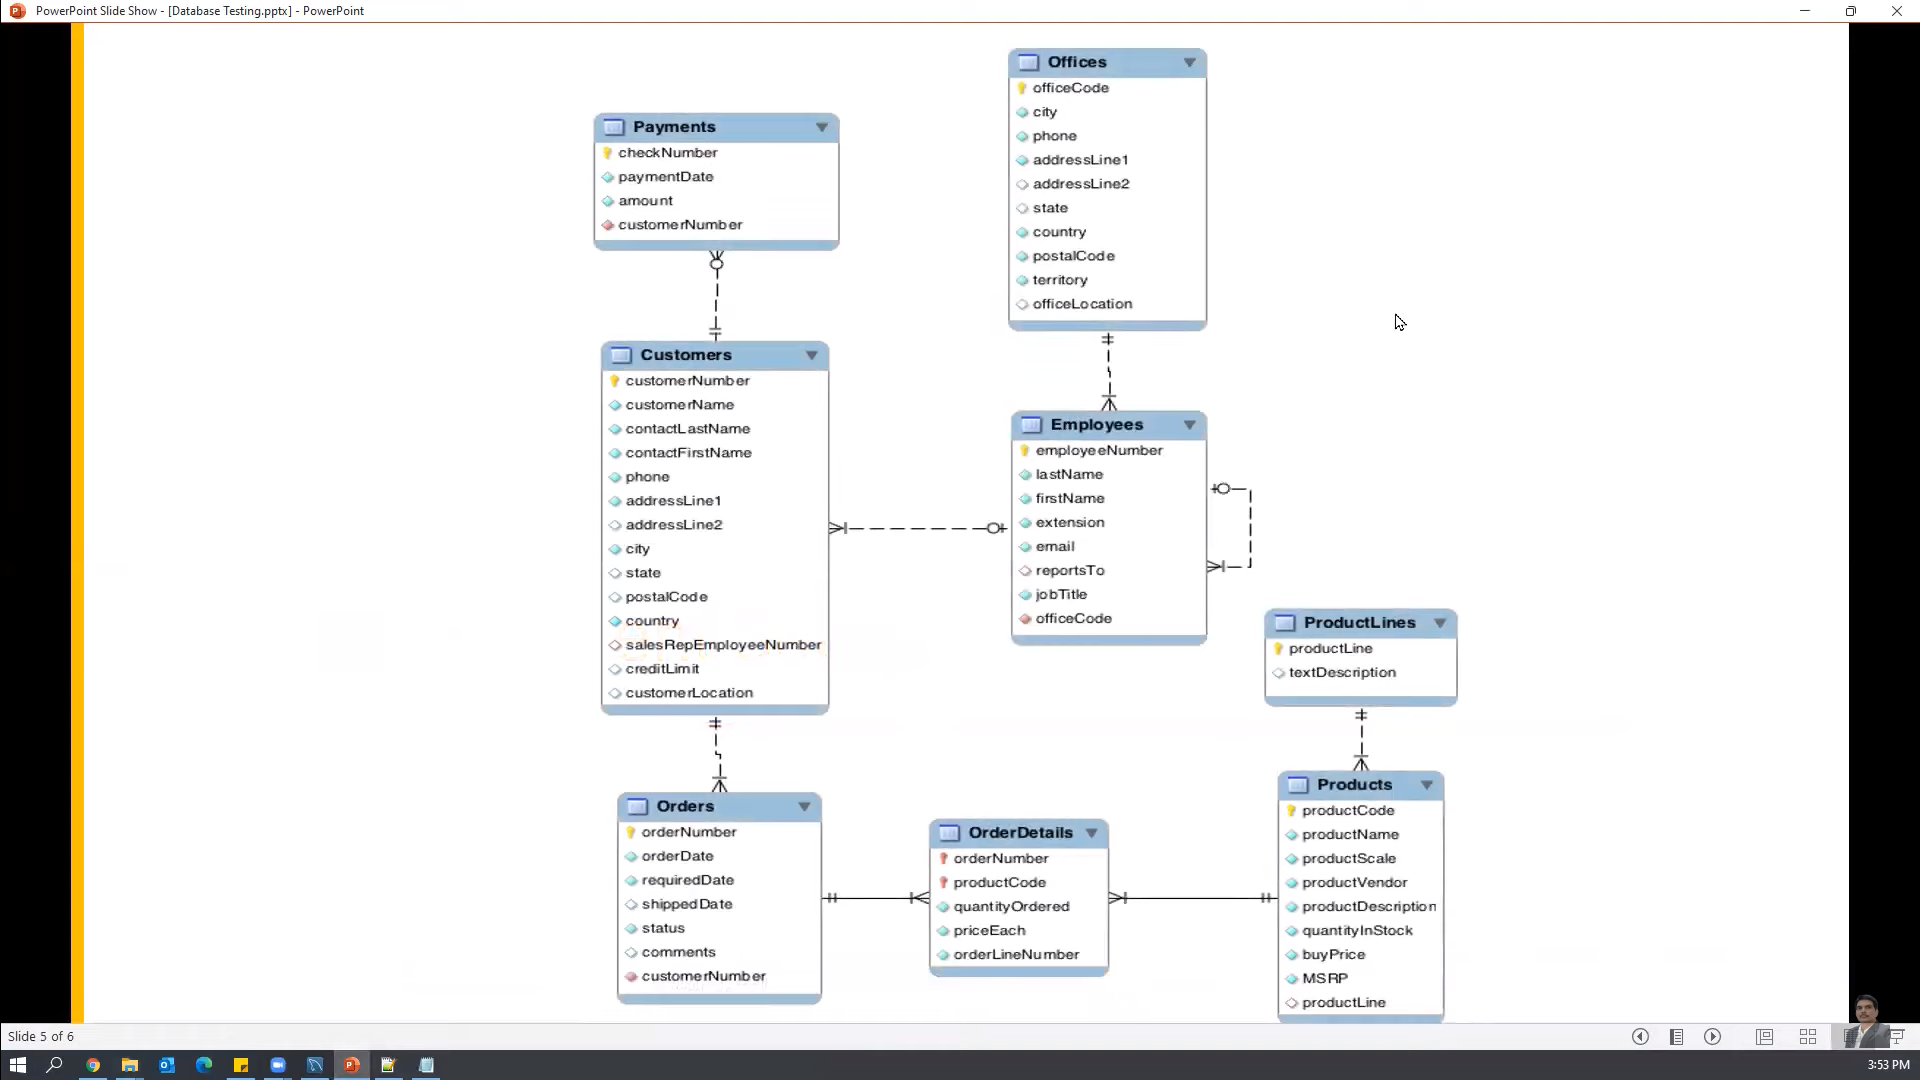 PowerPoint Slide Show - [Database Testing.pptx] - PowerPoint
Offices
officeCode
city
phone
addressLine1
addressLine2
state
country
postalCode
territory
officeLocation
Payments
checkNumber
paymentDate
amount
customerNumber
Customers
customerNumber
customerName
contactLastName
contactFirstName
phone
addressLine1
addressLine2
city
state
postalCode
country
salesRepEmployeeNumber
creditLimit
customerLocation
Employees
employeeNumber
lastName
firstName
extension
email
reportsTo
jobTitle
officeCode
ProductLines
productLine
textDescription
Orders
orderNumber
orderDate
requiredDate
shippedDate
status
comments
customerNumber
OrderDetails
orderNumber
productCode
quantityOrdered
priceEach
orderLineNumber
Products
productCode
productName
productScale
productVendor
productDescription
quantityInStock
buyPrice
MSRP
productLine
Slide 5 of 6
3:53 PM